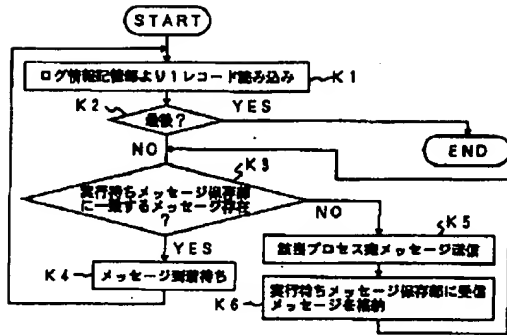 START
ログ情報記憶部より1レコード読み込み
K1
K2
最後?
YES
END
NO
K3
実行待ちメッセージ保存部
に一致するメッセージ存在
?
NO
YES
K5
K4
メッセージ到着待ち
該当プロセス宛メッセージ送信
実行待ちメッセージ保存部に受信
メッセージを格納
K6